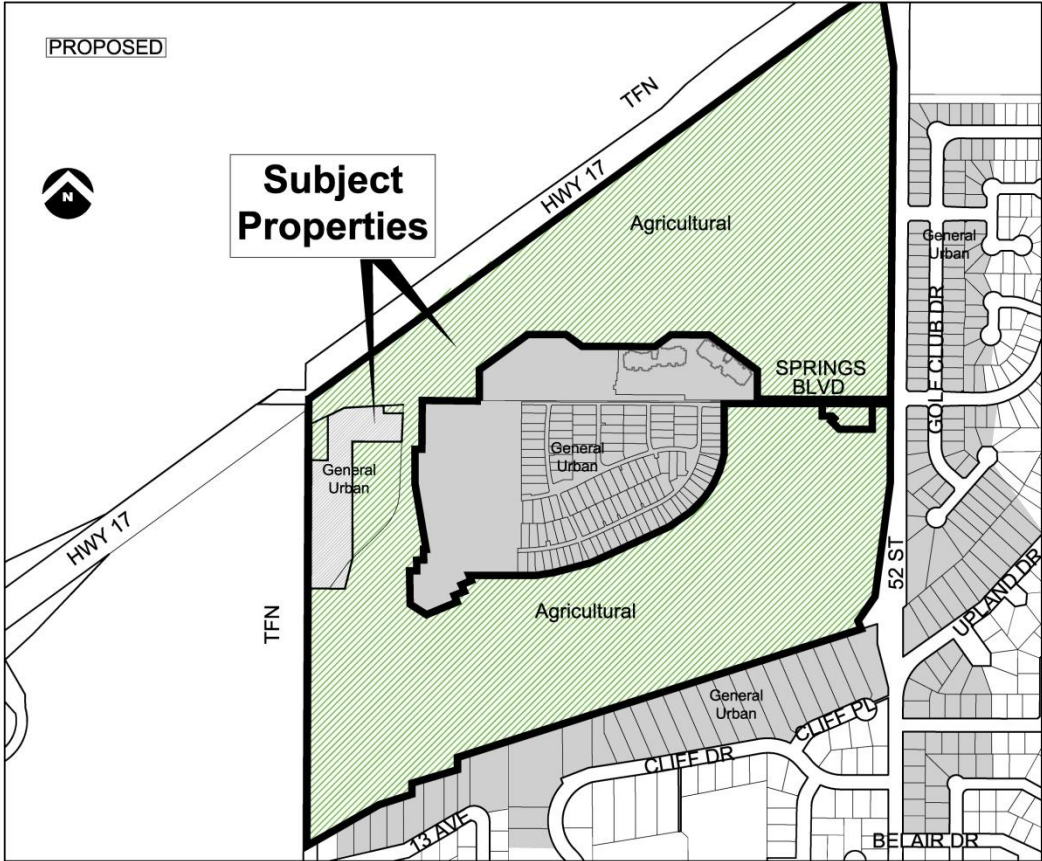 PROPOSED
TFN
N
Subject
Properties
HWY 17
Agricultural
General
Urban
GOLF CLUB DR
SPRINGS
BLVD
General
Urban
General
Urban
HWY 17
52 ST
UPLAND DR
TFN
Agricultural
General
Urban
CLIFF PL
CLIFF DR
13 AVE
BELAIR DR